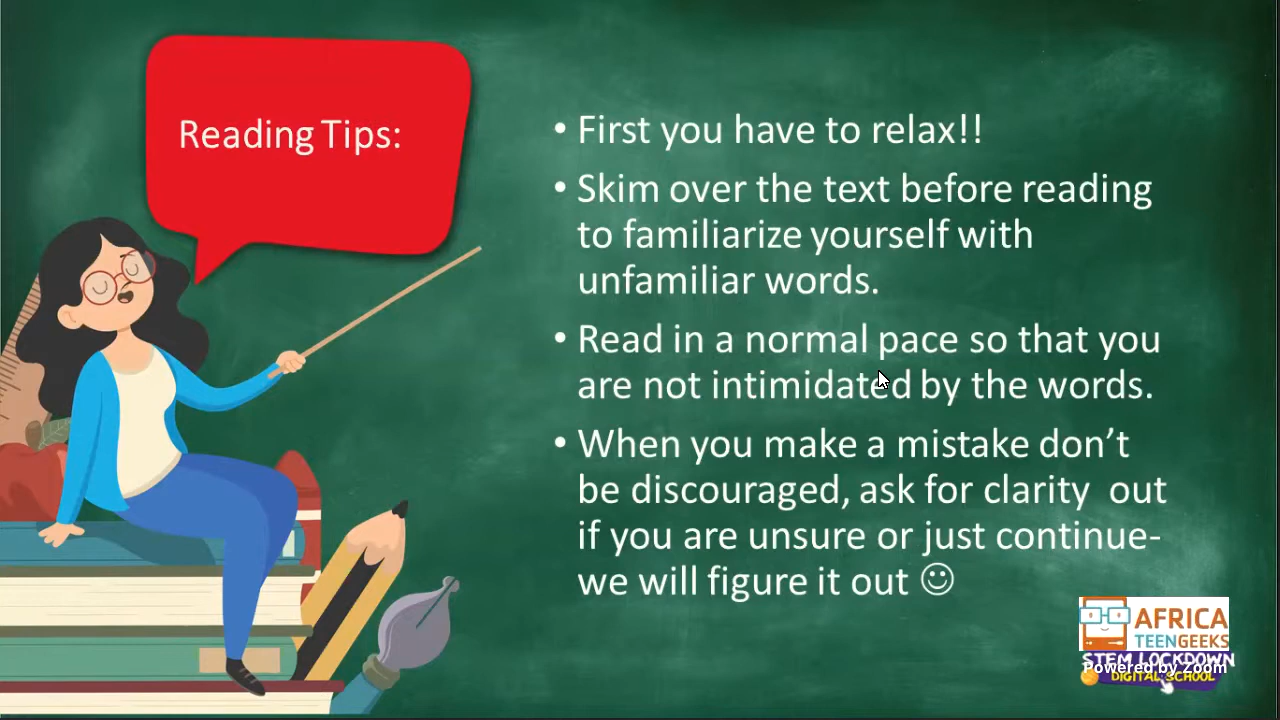 Reading Tips:
• First you have to relax!!
• Skim over the text before reading
to familiarize yourself with
unfamiliar words.
• Read in a normal pace so that you
are not intimidated by the words.
• When you make a mistake don’t
be discouraged, ask for clarity  out
if you are unsure or just continue-
we will figure it out ☺
AFRICA
TEENGEEKS
STEM LOCKDOWN
Powered by Zoom
DIGITAL SCHOOL